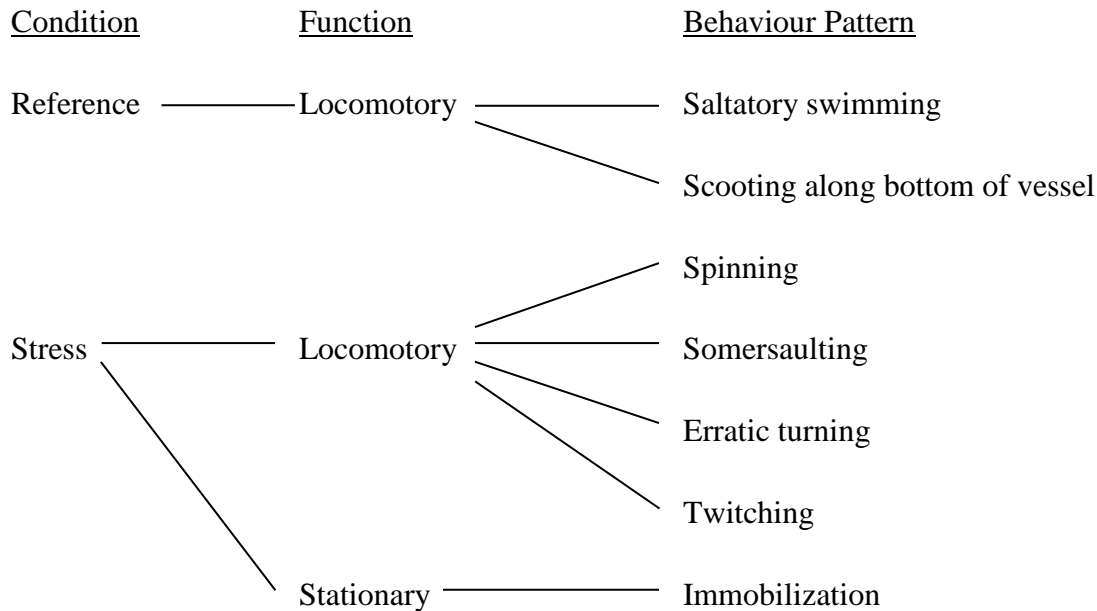 Condition Function Behaviour Pattern
Reference Locomotory Saltatory swimming
Scooting along bottom of vessel
Spinning
Stress Locomotory Somersaulting
Erratic turning
Twitching
Stationary Immobilization